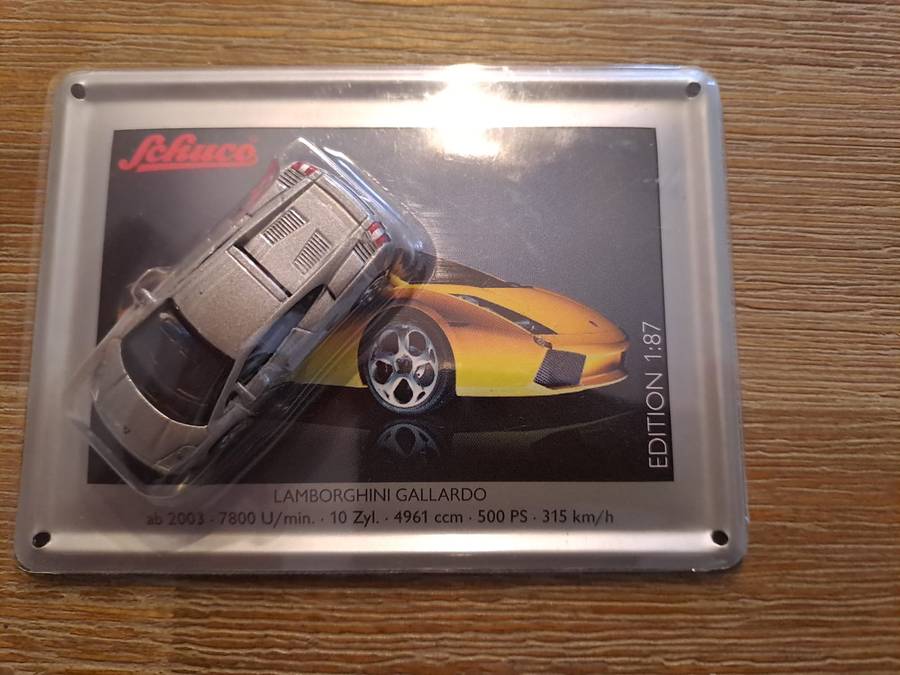 Schuco
EDITION 1:87
LAMBORGHINI GALLARDO
ab 2003 · 7800 U/min. · 10 Zyl. · 4961 ccm · 500 PS · 315 km/h